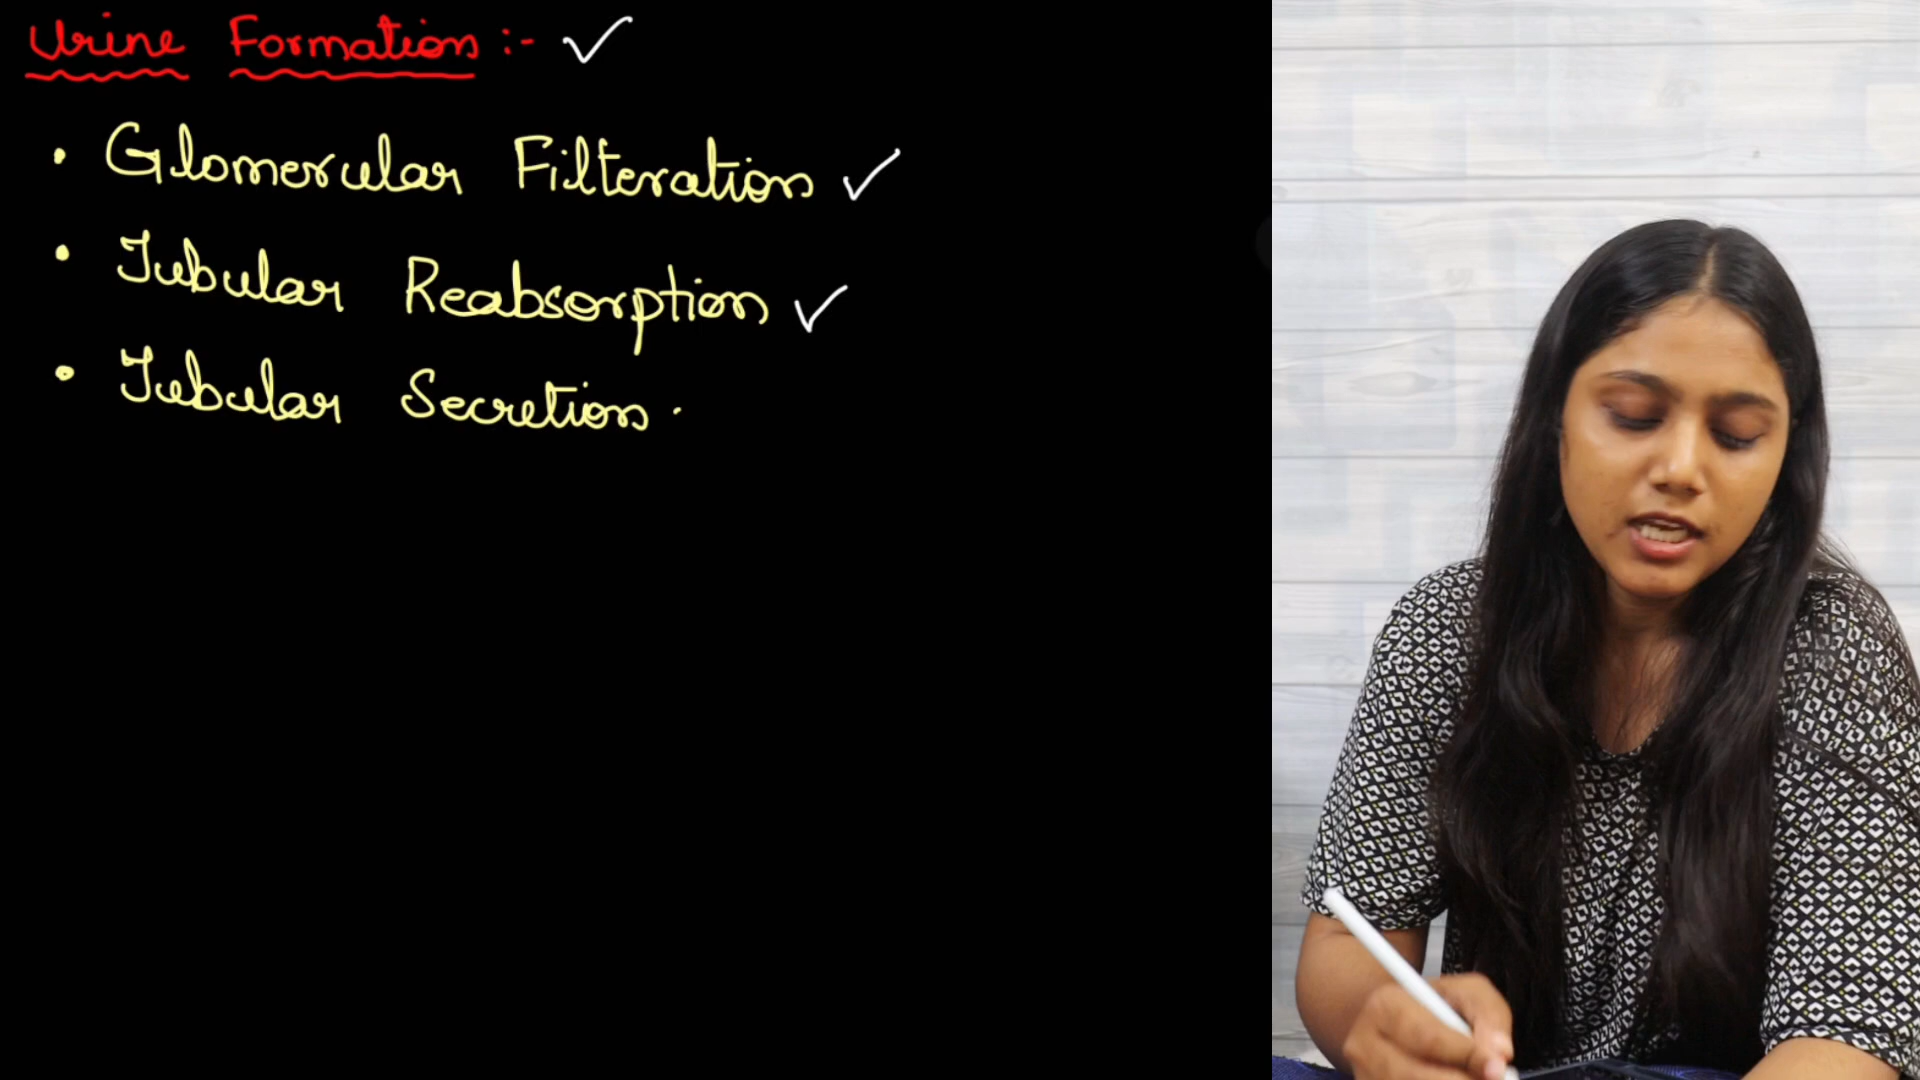 Urine Formation :- ✓
• Glomerular Filteration ✓
• Tubular Reabsorption ✓
• Tubular Secretion .